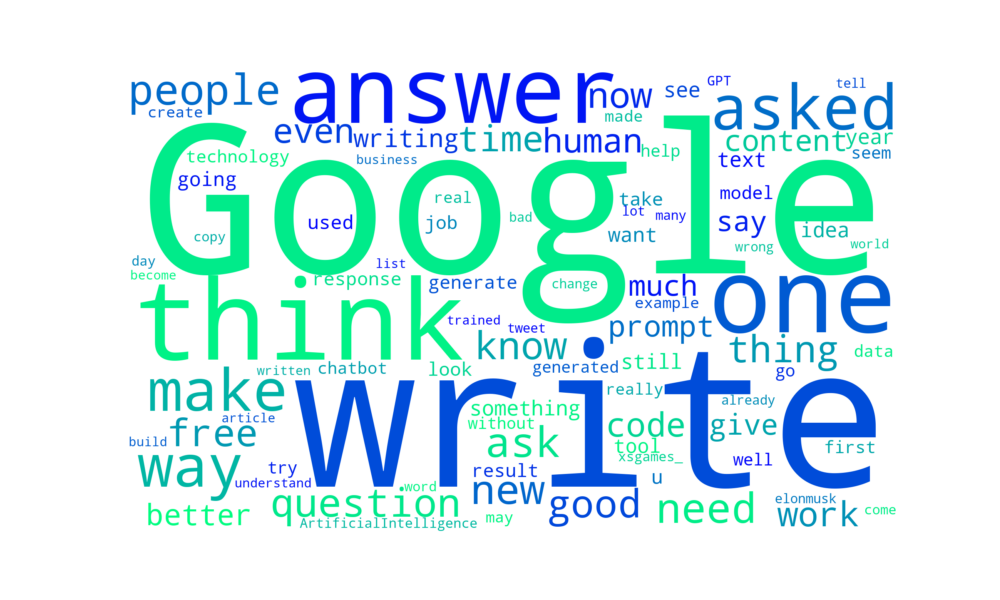 people answer now see GPT tell
create made asked
even writing time human help content year
technology business text seem
going real take model
used job bad lot many say idea
copy want wrong world
Google
day list
become response generate change much one
think trained tweet example
know prompt thing data
written chatbot look generated still go
make write really already
article something code give
free without tool first
build ask xsgames_
way try result u well
understand word new
question good need elonmusk
better ArtificialIntelligence may work come